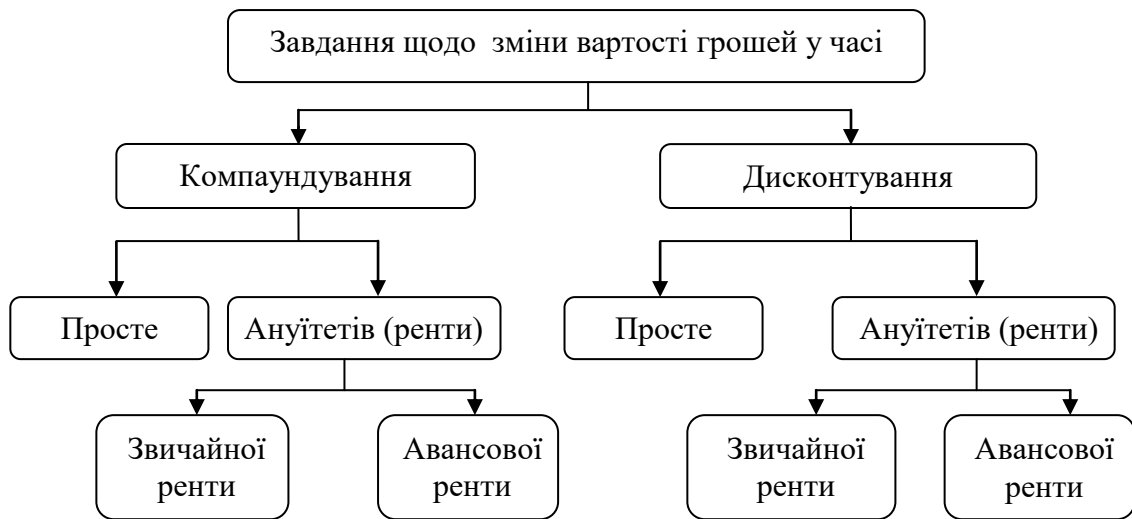 Завдання щодо зміни вартості грошей у часі
Компаундування
Дисконтування
Просте
Ануїтетів (ренти)
Просте
Ануїтетів (ренти)
Звичайної
ренти
Авансової
ренти
Звичайної
ренти
Авансової
ренти